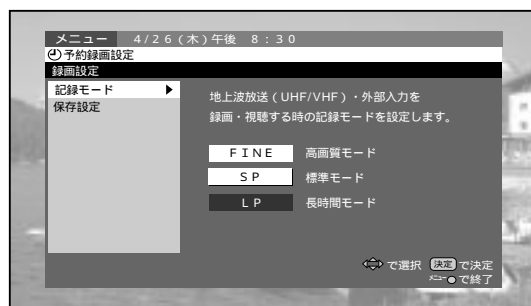 メニュー 4/26(木)午後 8:30
予約録画設定
録画設定
記録モード ▶
保存設定
地上波放送(UHF/VHF)・外部入力を
録画・視聴する時の記録モードを設定します。
FINE 高画質モード
SP 標準モード
LP 長時間モード
で選択 決定 で決定
メニュー で終了